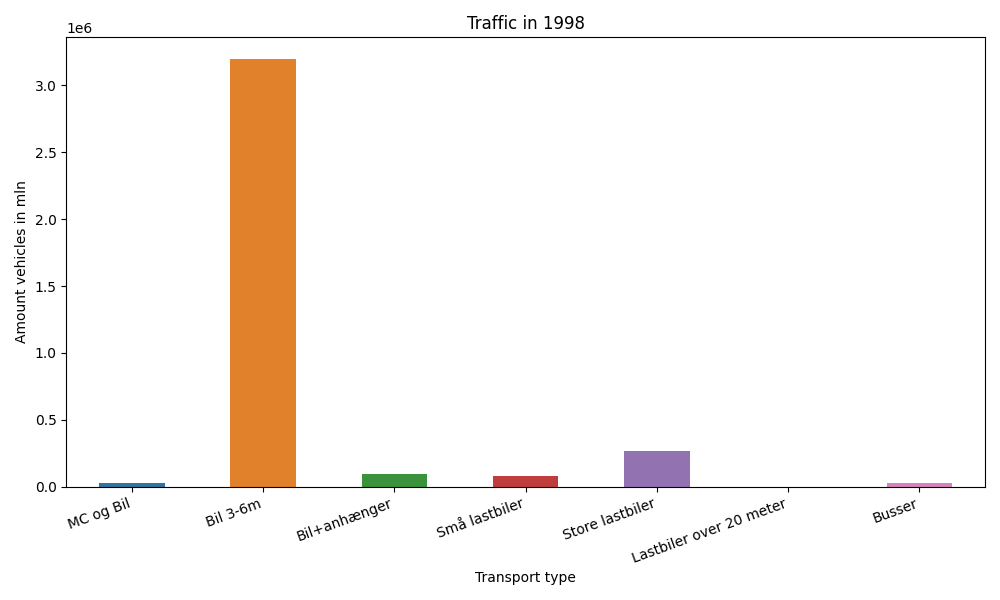 Traffic in 1998
1e6
Amount vehicles in mln
3.0
2.5
2.0
1.5
1.0
0.5
0.0
MC og Bil
Bil 3-6m
Bil+anhænger
Små lastbiler
Store lastbiler
Lastbiler over 20 meter
Busser
Transport type